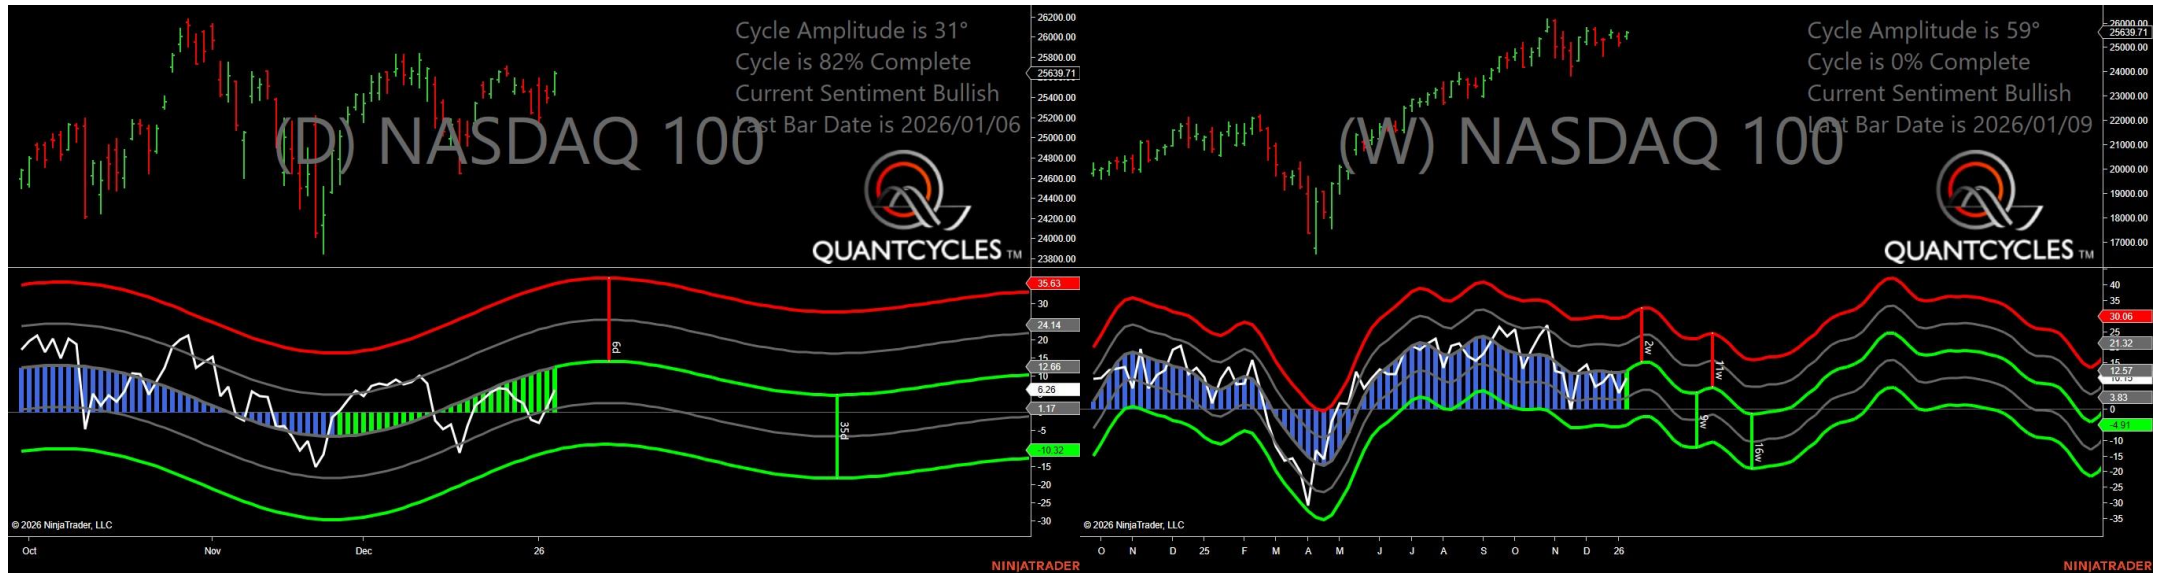 Cycle Amplitude is 31°
Cycle is 82% Complete
Current Sentiment Bullish
Last Bar Date is 2026/01/06
(D) NASDAQ 100
QUANTCYCLES TM
26200.00
26000.00
25639.71
25400.00
25200.00
25000.00
24800.00
24600.00
24400.00
24200.00
24000.00
23800.00
35.63
30
24.14
20
15
12.66
10
6.26
1.17
-5
-10.32
-15
-20
-25
-30
6d
35d
© 2026 NinjaTrader, LLC
Oct Nov Dec 26
NINJATRADER
Cycle Amplitude is 59°
Cycle is 0% Complete
Current Sentiment Bullish
Last Bar Date is 2026/01/09
(W) NASDAQ 100
QUANTCYCLES TM
26000.00
25639.71
25000.00
24000.00
23000.00
22000.00
21000.00
20000.00
19000.00
18000.00
17000.00
40
35
30.06
25
21.32
15
12.57
10.15
3.83
0
-4.91
-10
-15
-20
-25
-30
-35
2w
11w
9w
16w
© 2026 NinjaTrader, LLC
O N D 25 F M A M J J A S O N D 26
NINJATRADER